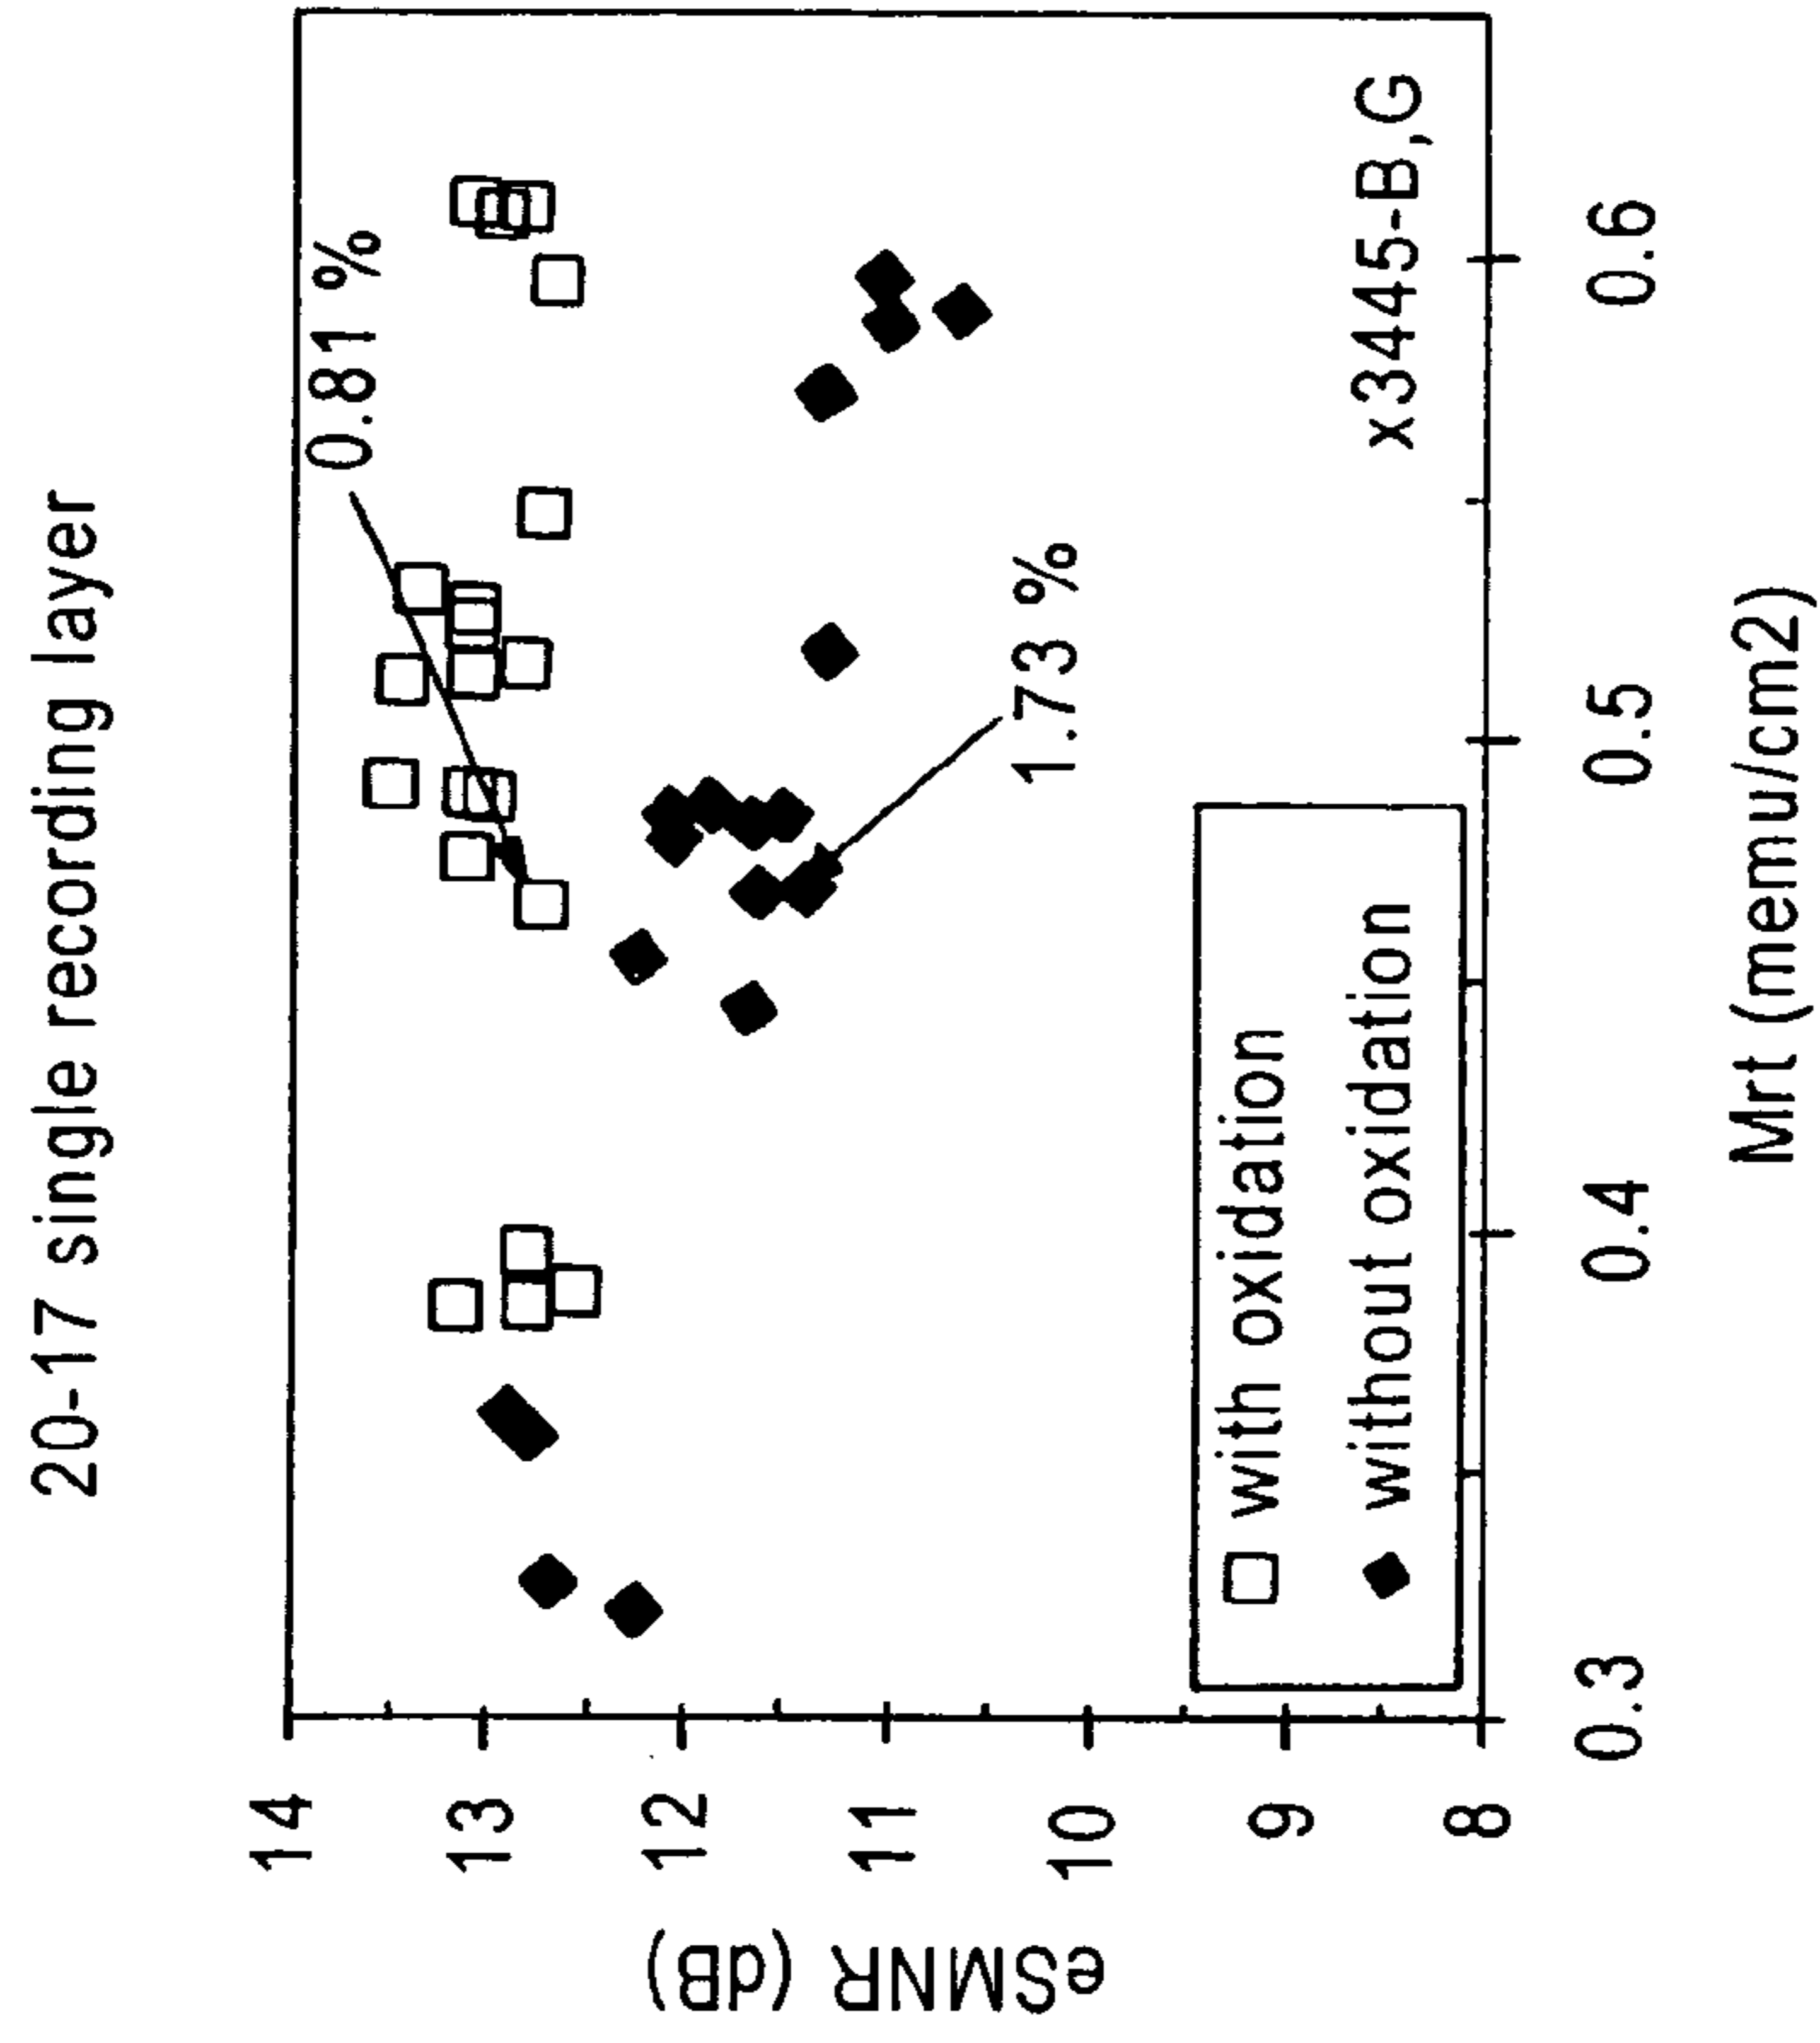 20-17 single recording layer
14
13
12
11
10
9
8
eSMNR (dB)
0.81 %
1.73 %
x3445-B,G
with oxidation
without oxidation
0.3
0.4
0.5
0.6
Mrt (memu/cm2)